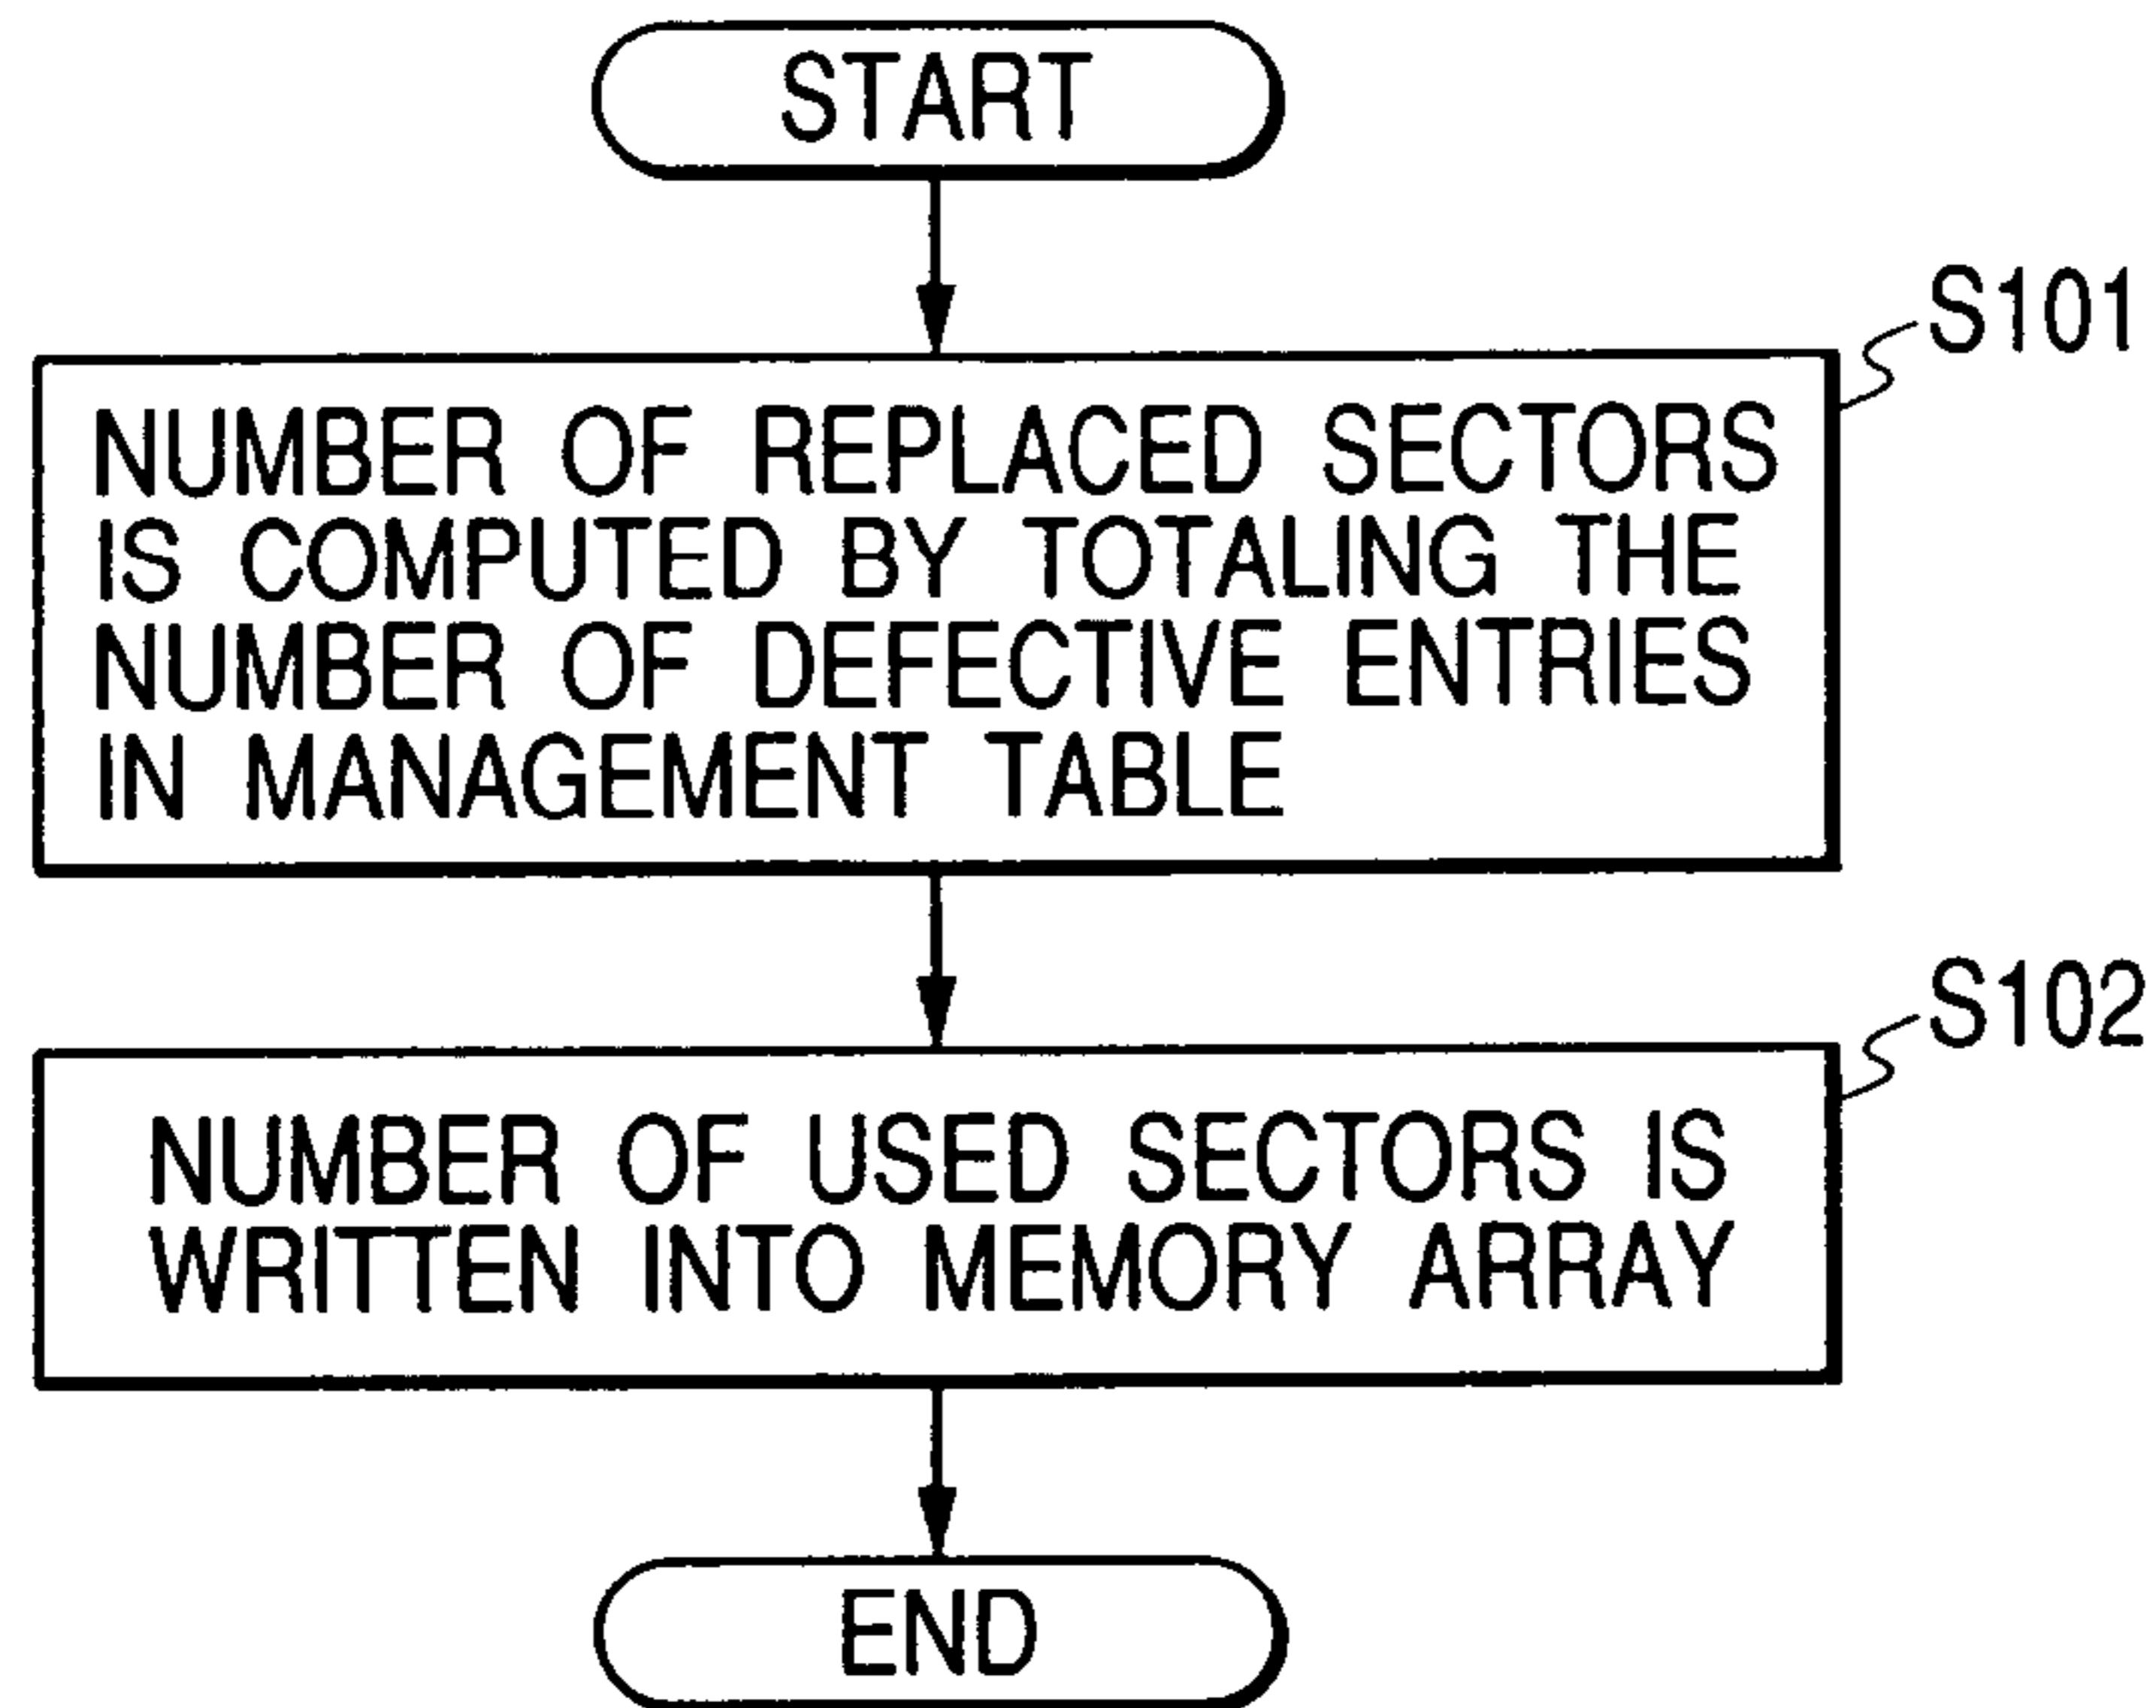 START
S101
NUMBER OF REPLACED SECTORS
IS COMPUTED BY TOTALING THE
NUMBER OF DEFECTIVE ENTRIES
IN MANAGEMENT TABLE
S102
NUMBER OF USED SECTORS IS
WRITTEN INTO MEMORY ARRAY
END